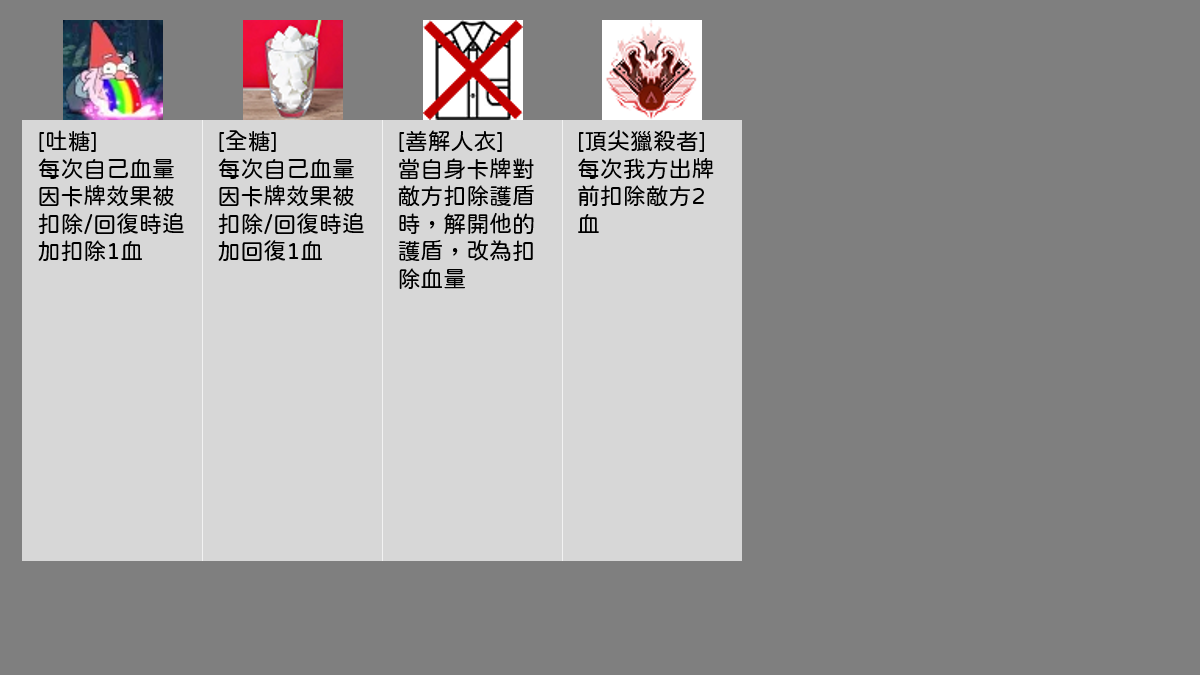 [吐糖]
每次自己血量
因卡牌效果被
扣除/回復時追
加扣除1血
[全糖]
每次自己血量
因卡牌效果被
扣除/回復時追
加回復1血
[善解人衣]
當自身卡牌對
敵方扣除護盾
時，解開他的
護盾，改為扣
除血量
[頂尖獵殺者]
每次我方出牌
前扣除敵方2
血